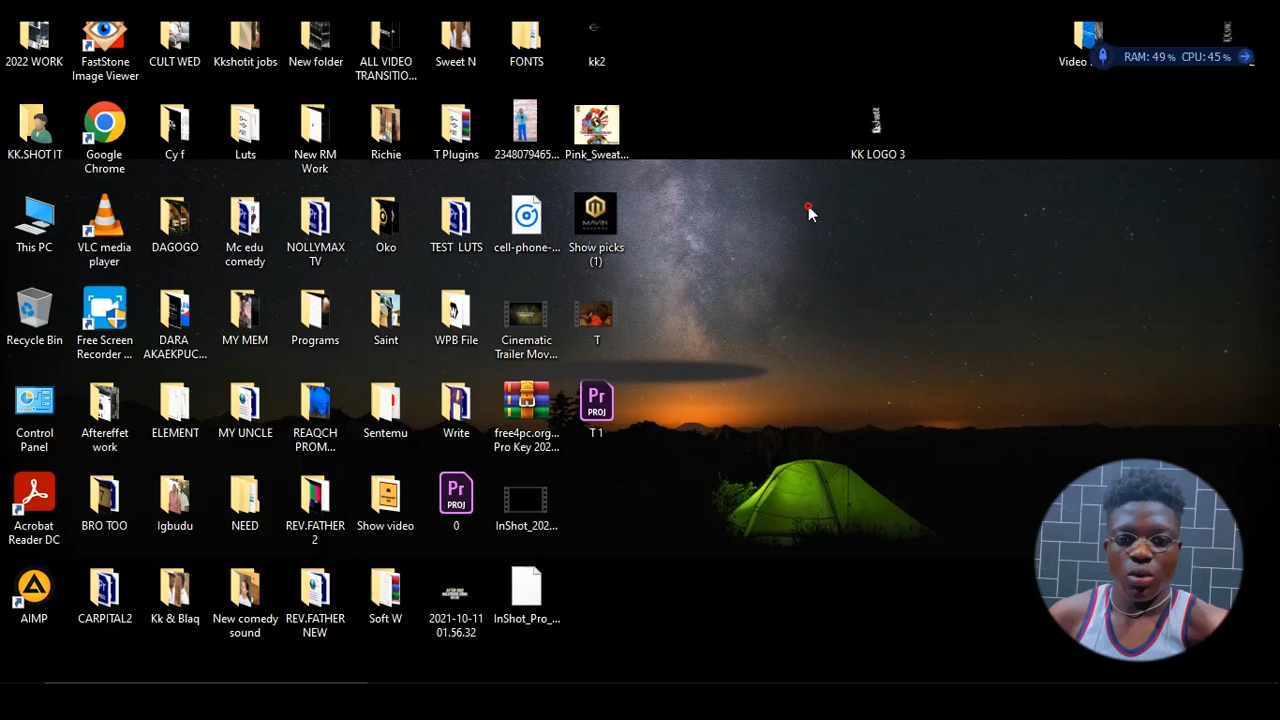 2022 WORK
FastStone
Image Viewer
CULT WED
Kkshotit jobs
New folder
ALL VIDEO
TRANSITIO...
Sweet N
FONTS
kk2
Video
RAM: 49 % CPU: 45 %
KK.SHOT IT
Google
Chrome
Cy f
Luts
New RM
Work
Richie
T Plugins
2348079465...
Pink_Sweat...
KK LOGO 3
This PC
VLC media
player
DAGOGO
Mc edu
comedy
NOLLYMAX
TV
Oko
TEST LUTS
cell-phone-...
MAVIN
Show picks
(1)
Recycle Bin
Free Screen
Recorder ...
DARA
AKAEKPUC...
MY MEM
Programs
Saint
WPB File
Cinematic
Trailer Mov...
T
Control
Panel
Aftereffet
work
ELEMENT
MY UNCLE
REAQCH
PROM...
Sentemu
Write
free4pc.org...
Pro Key 202...
Pr
PROJ
T 1
Acrobat
Reader DC
BRO TOO
Igbudu
NEED
REV.FATHER
2
Show video
Pr
PROJ
0
InShot_202...
AIMP
CARPITAL2
Kk & Blaq
New comedy
sound
REV.FATHER
NEW
Soft W
2021-10-11
01.56.32
InShot_Pro_...